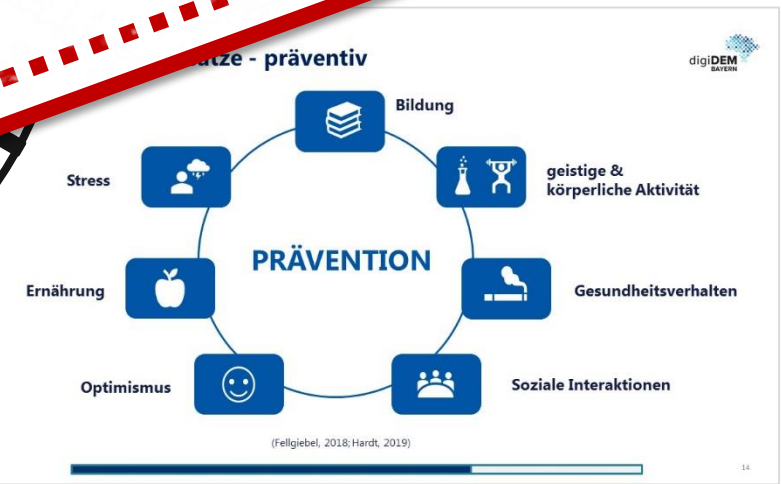 - präventiv
digiDEM
BAYERN
Bildung
Stress
geistige &
körperliche Aktivität
PRÄVENTION
Ernährung
Gesundheitsverhalten
Optimismus
Soziale Interaktionen
(Fellgiebel, 2018; Hardt, 2019)
14